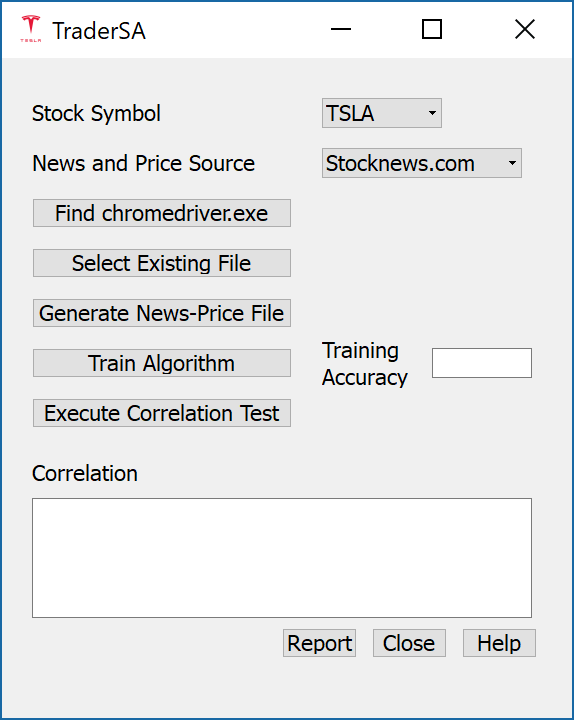 TESLA
TraderSA
Stock Symbol
TSLA
News and Price Source
Stocknews.com
Find chromedriver.exe
Select Existing File
Generate News-Price File
Train Algorithm
Training
Accuracy
Execute Correlation Test
Correlation
Report
Close
Help